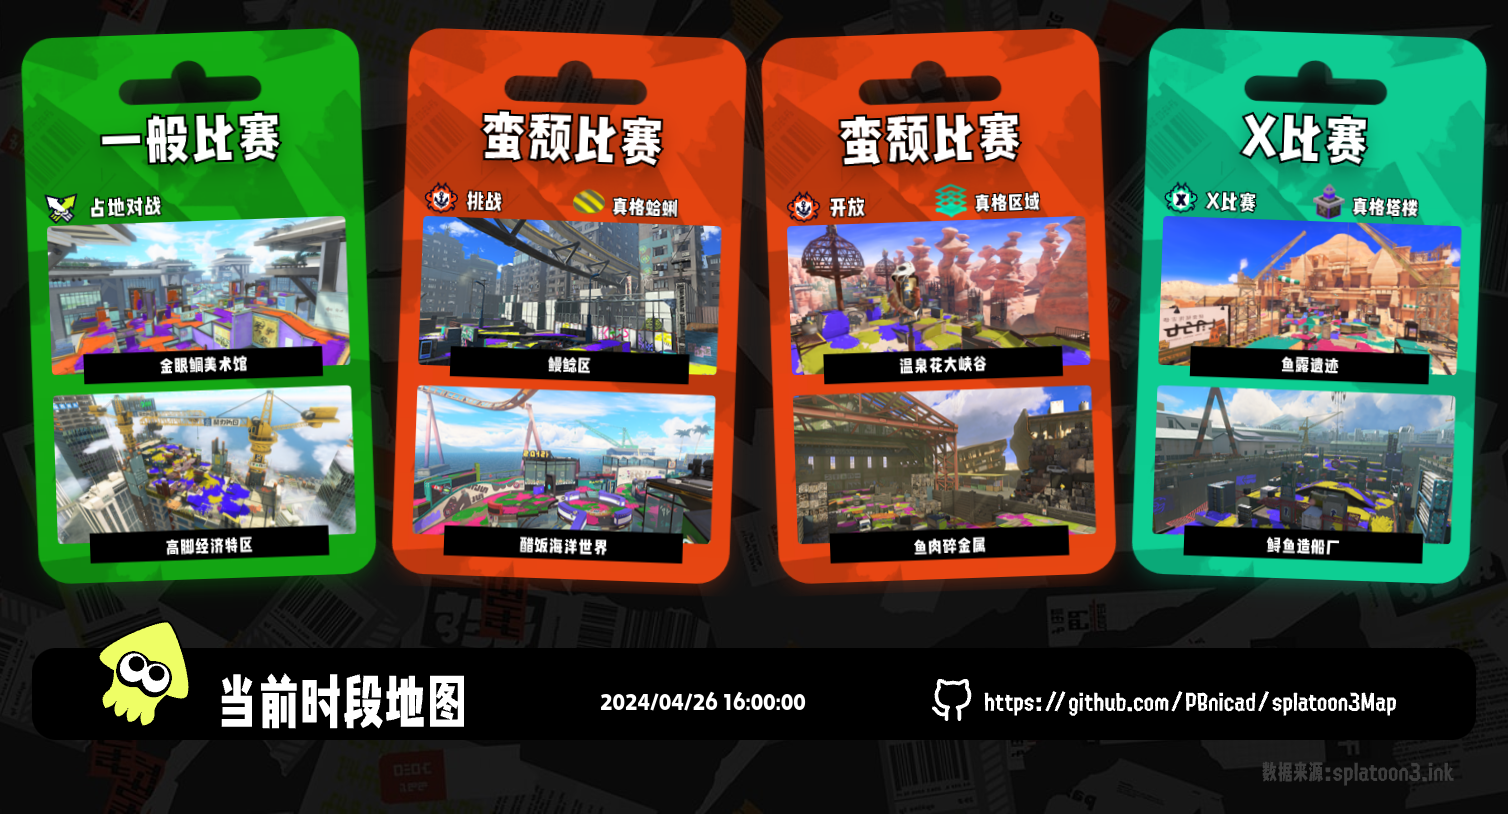 一般比赛
占地对战
金眼鲷美术馆
高脚经济特区
蛮颓比赛
挑战
真格蛤蜊
鳗鲶区
醋饭海洋世界
蛮颓比赛
开放
真格区域
温泉花大峡谷
鱼肉碎金属
X比赛
X比赛
真格塔楼
鱼露遗迹
鲟鱼造船厂
当前时段地图
2024/04/26 16:00:00
https://github.com/PBnicad/splatoon3Map
数据来源:splatoon3.ink